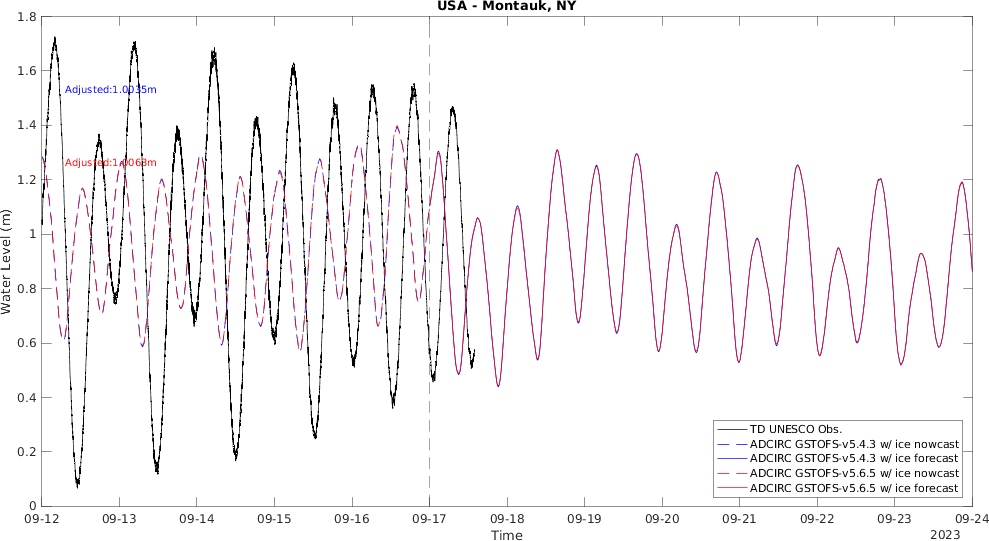 USA - Montauk, NY
1.8
1.6
1.4
1.2
1
0.8
0.6
0.4
0.2
0
Water Level (m)
Adjusted:1.0035m
Adjusted:1.0063m
TD UNESCO Obs.
ADCIRC GSTOFS-v5.4.3 w/ ice nowcast
ADCIRC GSTOFS-v5.4.3 w/ ice forecast
ADCIRC GSTOFS-v5.6.5 w/ ice nowcast
ADCIRC GSTOFS-v5.6.5 w/ ice forecast
09-12 09-13 09-14 09-15 09-16 09-17 09-18 09-19 09-20 09-21 09-22 09-23 09-24
Time
2023